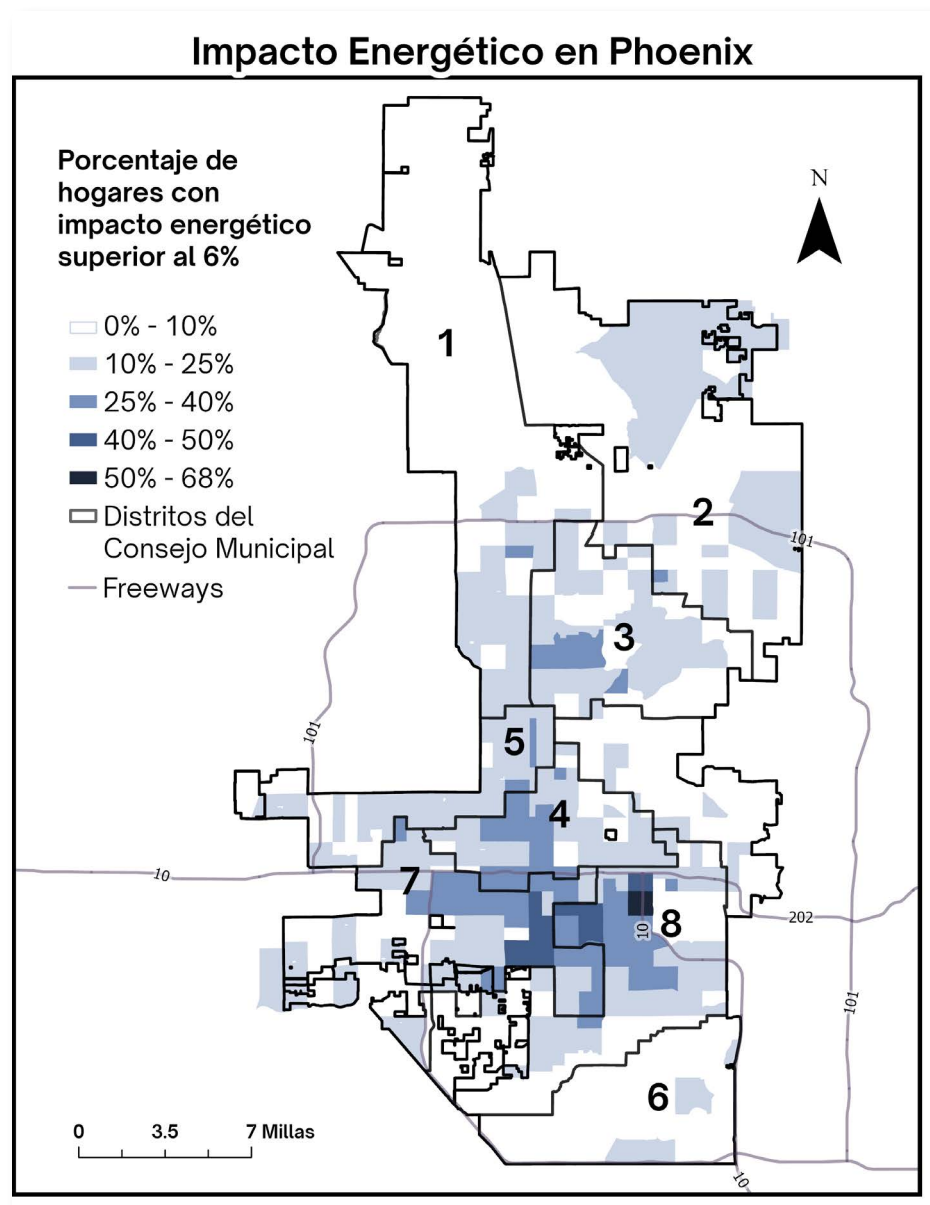 Impacto Energético en Phoenix
Porcentaje de
hogares con
impacto energético
superior al 6%
0% - 10%
10% - 25%
25% - 40%
40% - 50%
50% - 68%
Distritos del
Consejo Municipal
Freeways
N
1
2
101
3
101
5
4
10
7
8
10
202
101
6
0 3.5 7 Millas
10